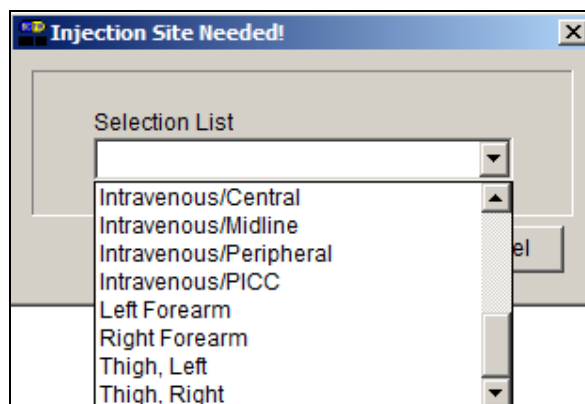 Injection Site Needed!
Selection List
Intravenous/Central
Intravenous/Midline
Intravenous/Peripheral
el
Intravenous/PICC
Left Forearm
Right Forearm
Thigh, Left
Thigh, Right